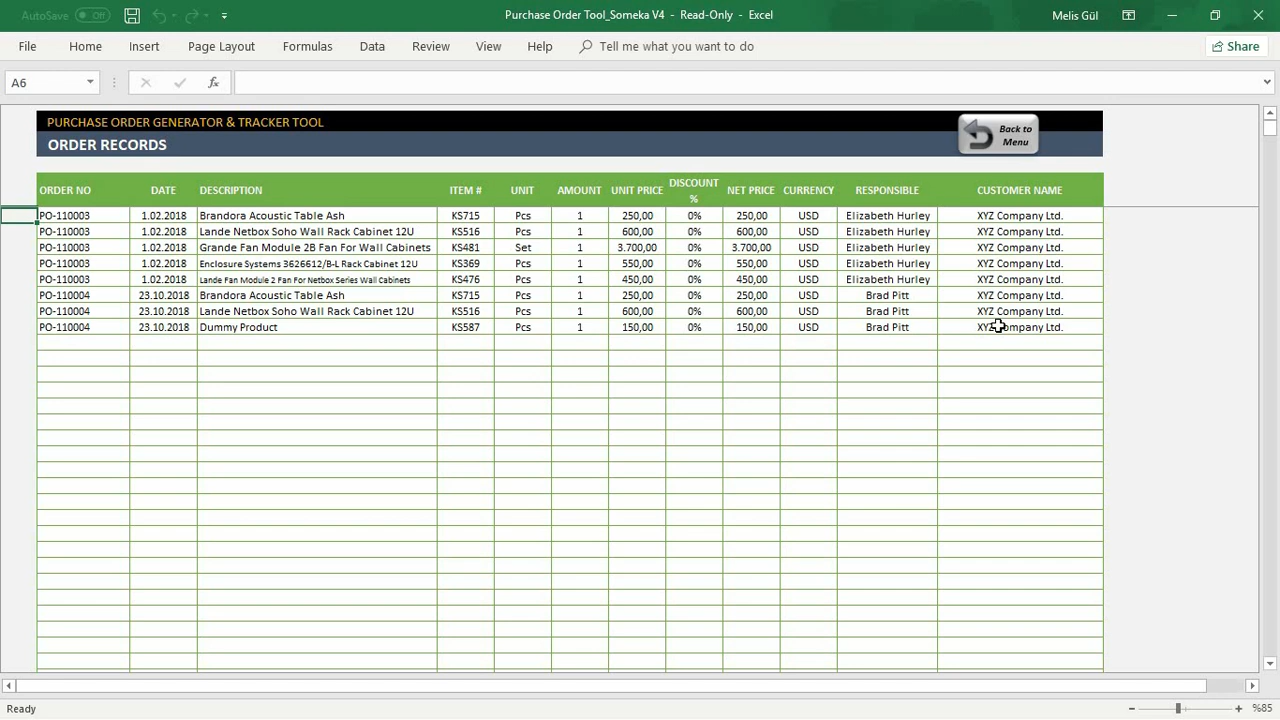 AutoSave Off Purchase Order Tool_Someka V4 - Read-Only - Excel Melis Gül
File Home Insert Page Layout Formulas Data Review View Help Tell me what you want to do Share
A6 fx
PURCHASE ORDER GENERATOR & TRACKER TOOL
ORDER RECORDS
Back to
Menu
ORDER NO DATE DESCRIPTION ITEM # UNIT AMOUNT UNIT PRICE DISCOUNT % NET PRICE CURRENCY RESPONSIBLE CUSTOMER NAME
PO-110003 1.02.2018 Brandora Acoustic Table Ash KS715 Pcs 1 250,00 0% 250,00 USD Elizabeth Hurley XYZ Company Ltd.
PO-110003 1.02.2018 Lande Netbox Soho Wall Rack Cabinet 12U KS516 Pcs 1 600,00 0% 600,00 USD Elizabeth Hurley XYZ Company Ltd.
PO-110003 1.02.2018 Grande Fan Module 2B Fan For Wall Cabinets KS481 Set 1 3.700,00 0% 3.700,00 USD Elizabeth Hurley XYZ Company Ltd.
PO-110003 1.02.2018 Enclosure Systems 3626612/B-L Rack Cabinet 12U KS369 Pcs 1 550,00 0% 550,00 USD Elizabeth Hurley XYZ Company Ltd.
PO-110003 1.02.2018 Lande Fan Module 2 Fan For Netbox Series Wall Cabinets KS476 Pcs 1 450,00 0% 450,00 USD Elizabeth Hurley XYZ Company Ltd.
PO-110004 23.10.2018 Brandora Acoustic Table Ash KS715 Pcs 1 250,00 0% 250,00 USD Brad Pitt XYZ Company Ltd.
PO-110004 23.10.2018 Lande Netbox Soho Wall Rack Cabinet 12U KS516 Pcs 1 600,00 0% 600,00 USD Brad Pitt XYZ Company Ltd.
PO-110004 23.10.2018 Dummy Product KS587 Pcs 1 150,00 0% 150,00 USD Brad Pitt XYZ Company Ltd.
Ready %85